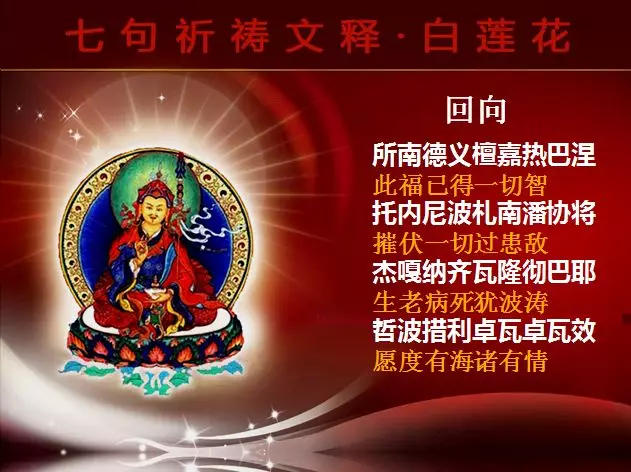 七句祈祷文释·白莲花
回向
所南德义檀嘉热巴涅
此福已得一切智
托内尼波札南潘协将
摧伏一切过患敌
杰嘎纳齐瓦隆彻巴耶
生老病死犹波涛
哲波措利卓瓦卓瓦效
愿度有海诸有情